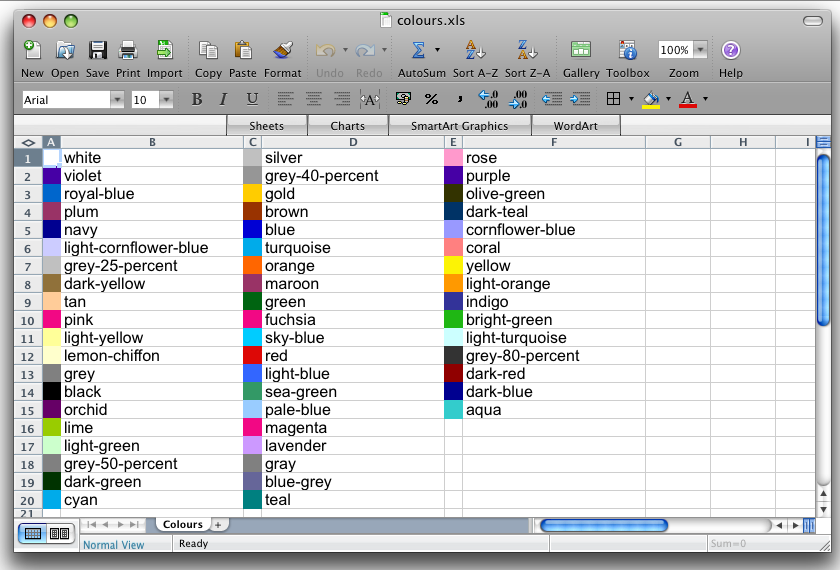 colours.xls
New Open Save Print Import Copy Paste Format Undo Redo AutoSum Sort A-Z Sort Z-A Gallery Toolbox 100% Zoom Help
Arial 10 B I U A % , .0 .00 .00 .0 A
Sheets Charts SmartArt Graphics WordArt
A B C D E F G H I
1 white silver rose
2 violet grey-40-percent purple
3 royal-blue gold olive-green
4 plum brown dark-teal
5 navy blue cornflower-blue
6 light-cornflower-blue turquoise coral
7 grey-25-percent orange yellow
8 dark-yellow maroon light-orange
9 tan green indigo
10 pink fuchsia bright-green
11 light-yellow sky-blue light-turquoise
12 lemon-chiffon red grey-80-percent
13 grey light-blue dark-red
14 black sea-green dark-blue
15 orchid pale-blue aqua
16 lime magenta
17 light-green lavender
18 grey-50-percent gray
19 dark-green blue-grey
20 cyan teal
21
Colours +
Normal View Ready Sum=0